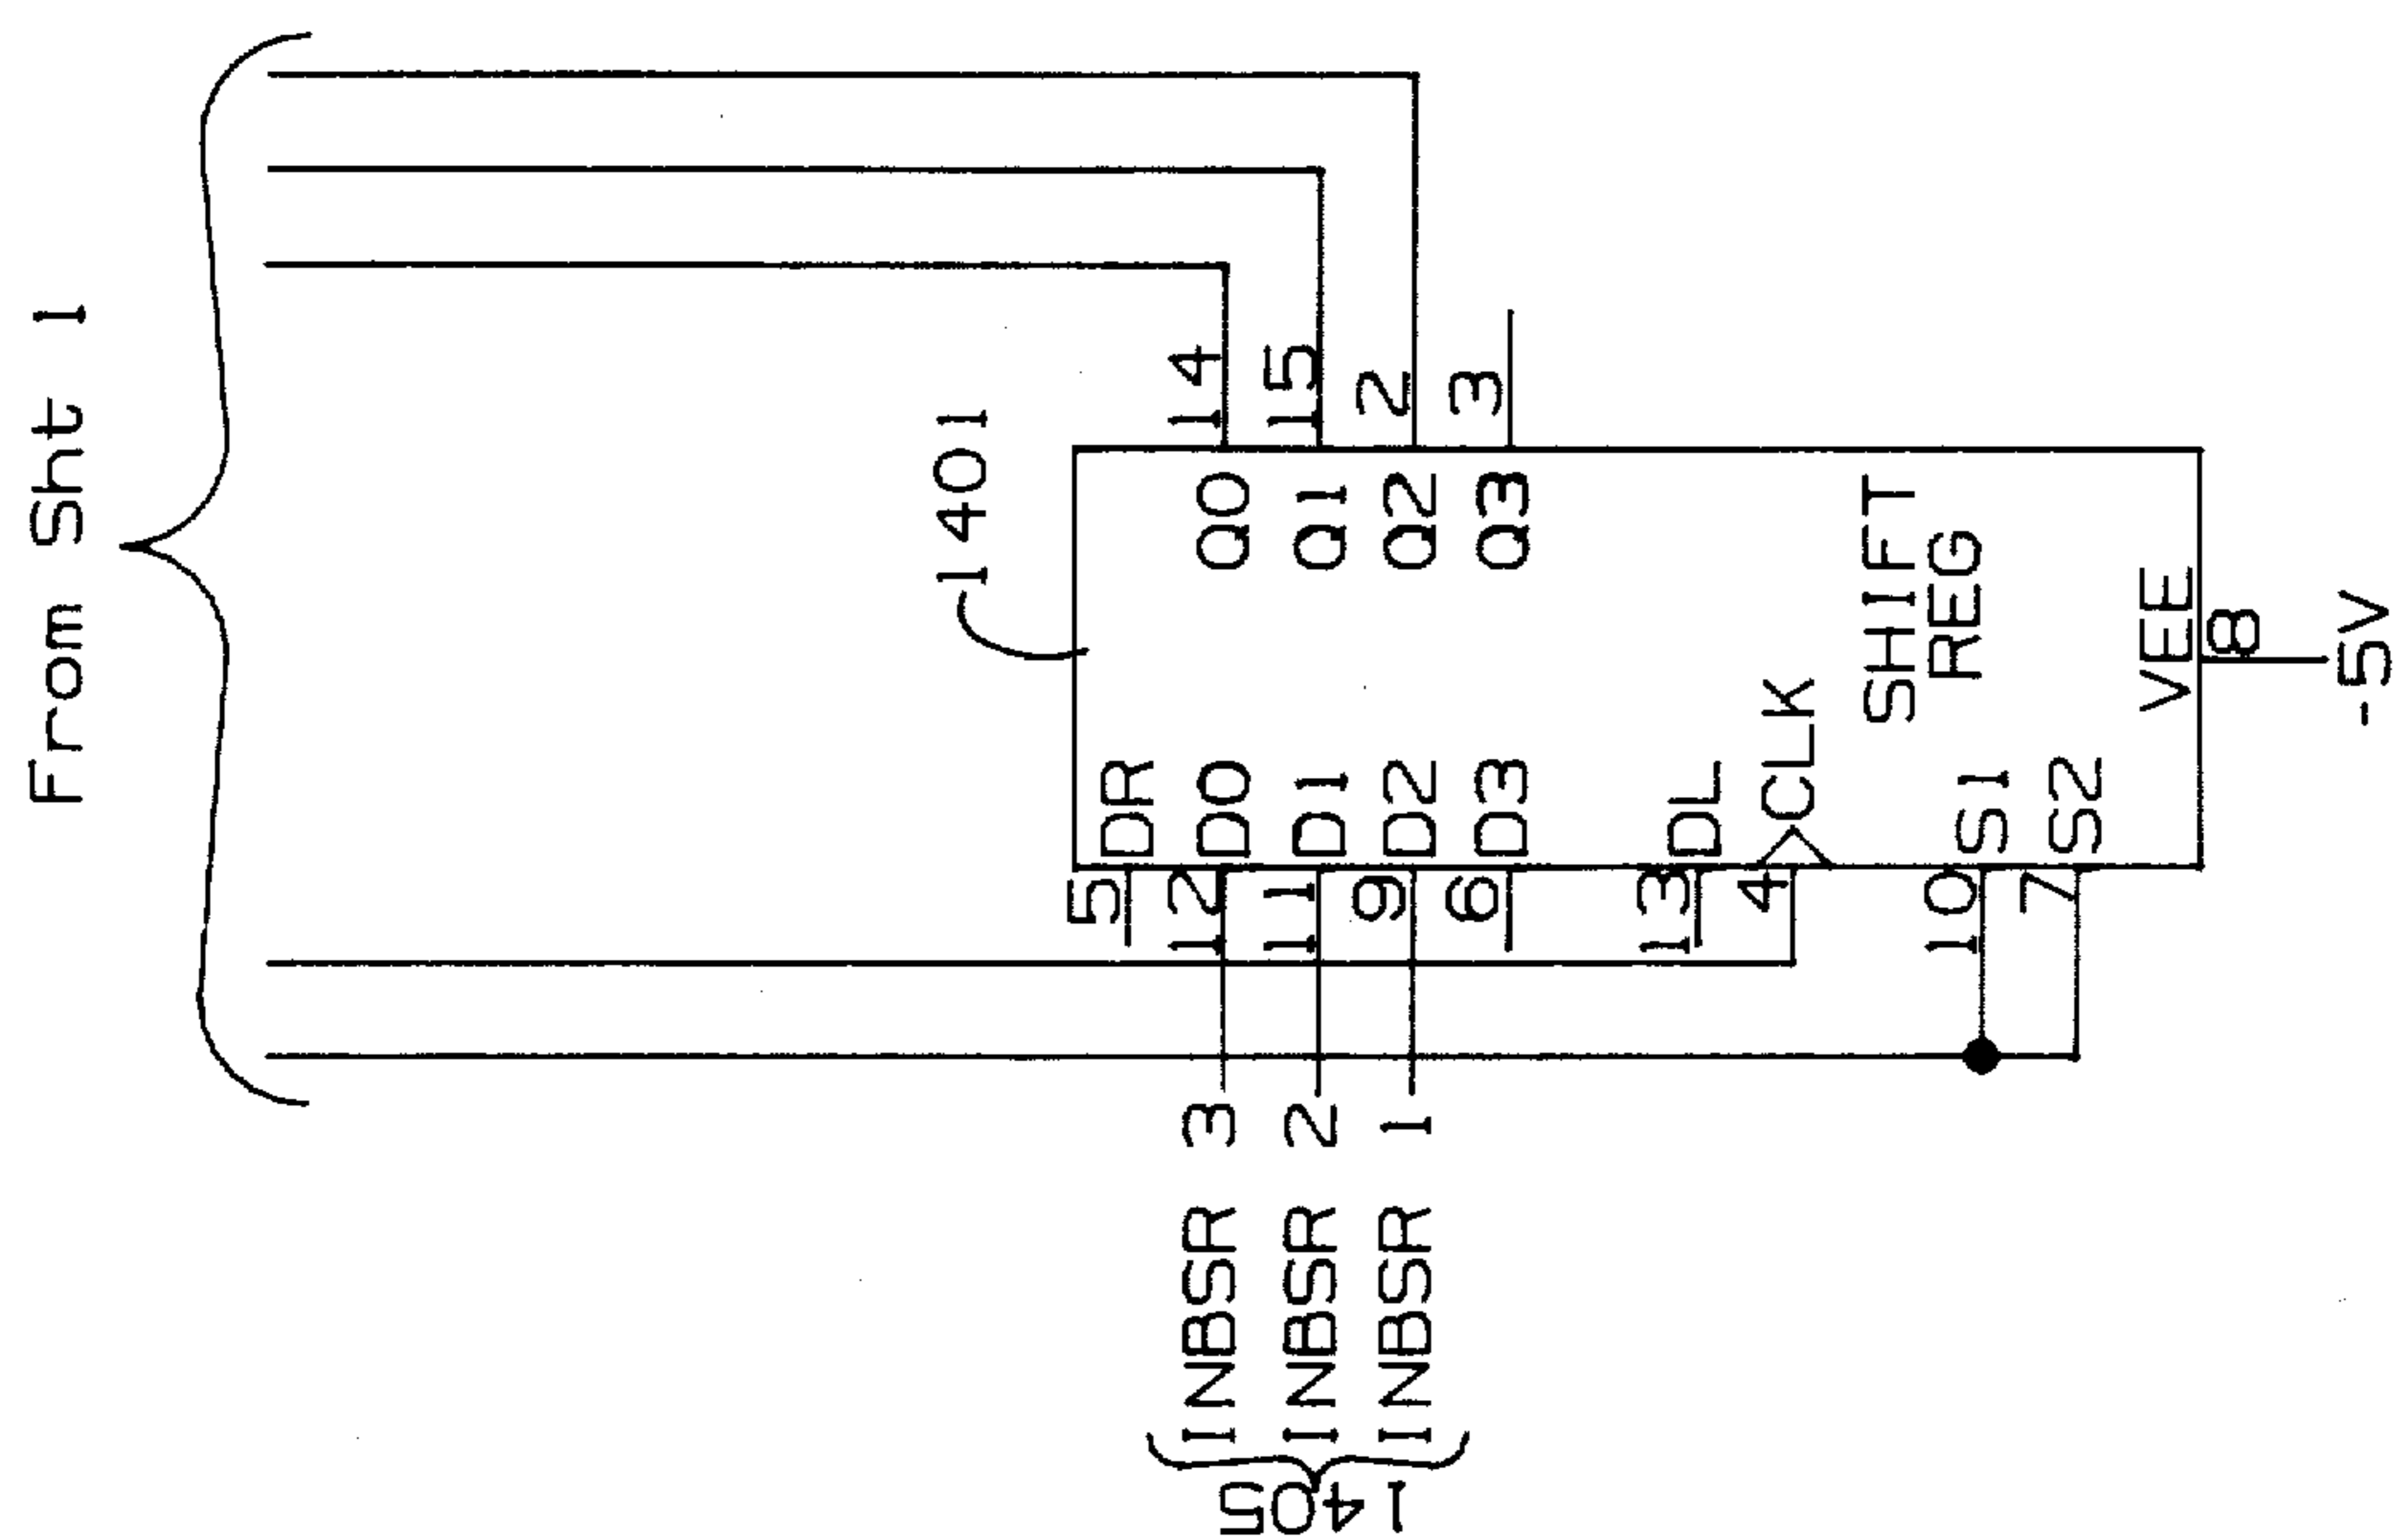 From Sht 1
1401
5 DR
12 D0
11 D1
9 D2
6 D3
13 DL
4 CLK
10 S1
7 S2
Q0 14
Q1 15
Q2 2
Q3 3
SHIFT
REG
VEE
8
-5V
INBSR 3
INBSR 2
INBSR 1
1405